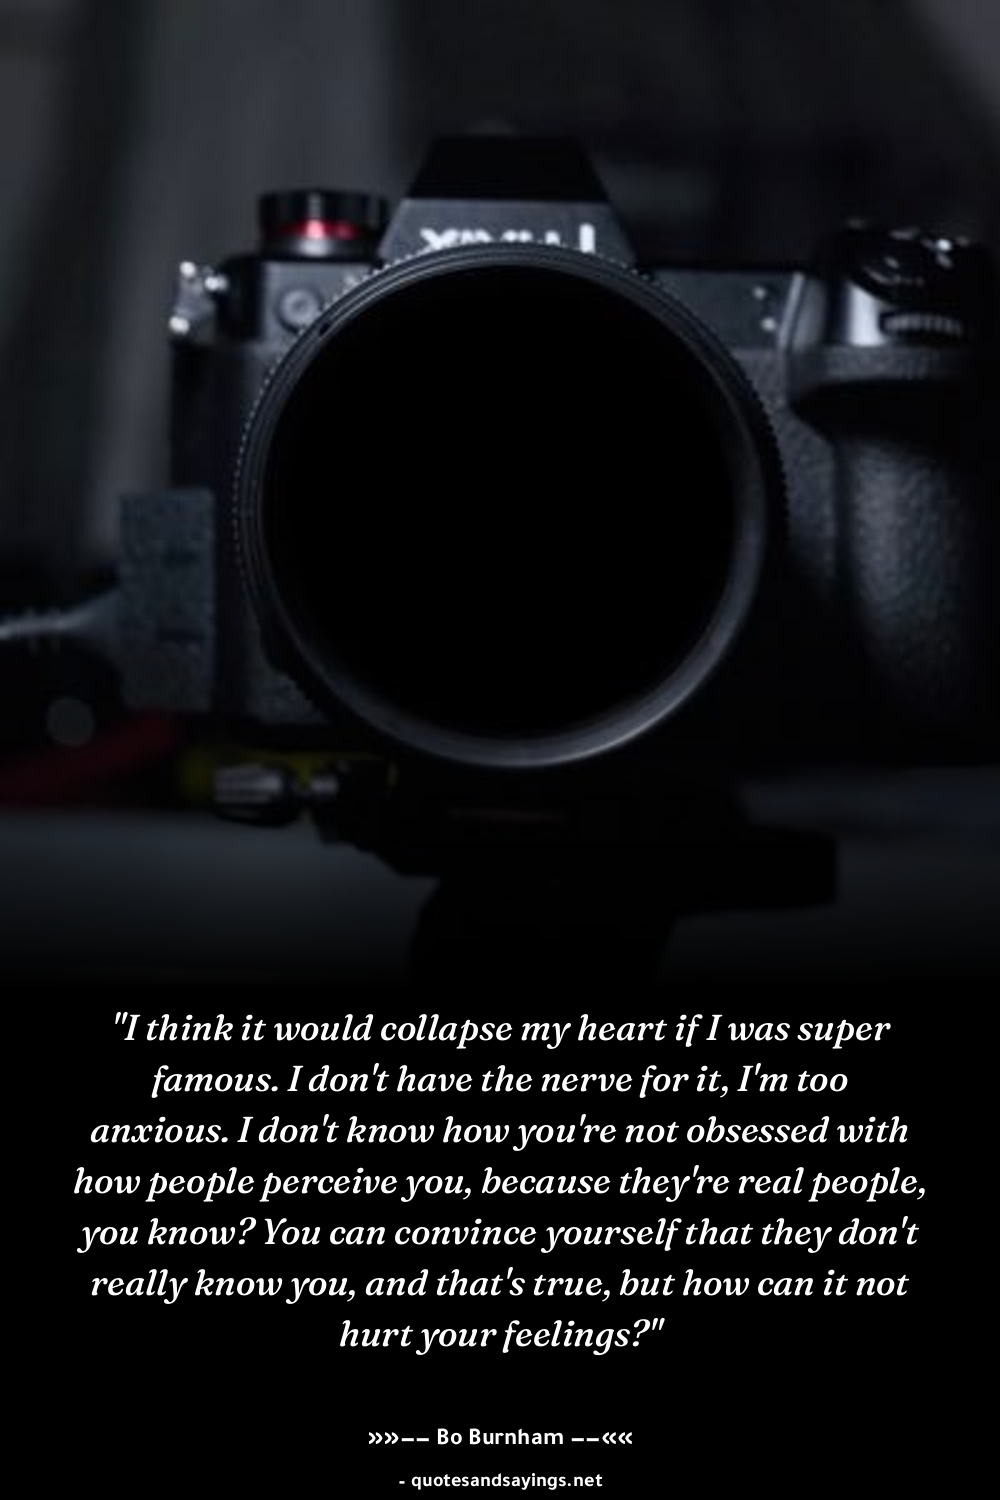 "I think it would collapse my heart if I was super
famous. I don't have the nerve for it, I'm too
anxious. I don't know how you're not obsessed with
how people perceive you, because they're real people,
you know? You can convince yourself that they don't
really know you, and that's true, but how can it not
hurt your feelings?"
»»—— Bo Burnham ——««
- quotesandsayings.net